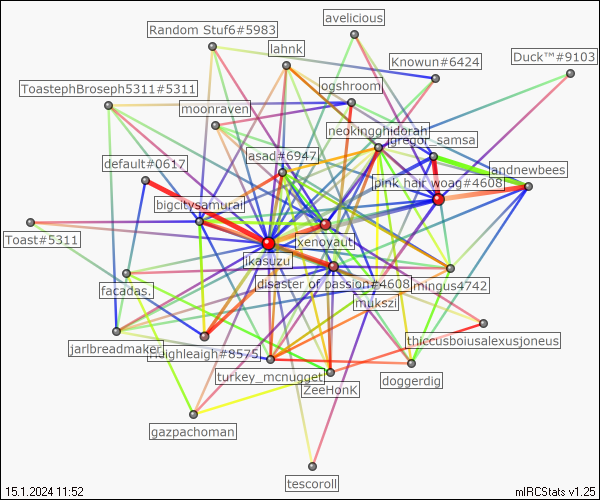 avelicious
Random Stuf6#5983
lahnk
Duck™#9103
Knowun#6424
ToastephBroseph5311#5311
ogshroom
moonraven
neokingghidorah
gregor_samsa
asad#6947
default#0617
andnewbees
pink hair woag#4608
bigcitysamurai
Toast#5311
xenoyaut
ikasuzu
disaster of passion#4608
mingus4742
facadas.
mukszi
thiccusboiusalexusjoneus
jarlbreadmaker
ighleigh#8575
turkey_mcnugget
doggerdig
ZeeHonK
gazpachoman
tescoroll
15.1.2024 11:52
mIRCStats v1.25